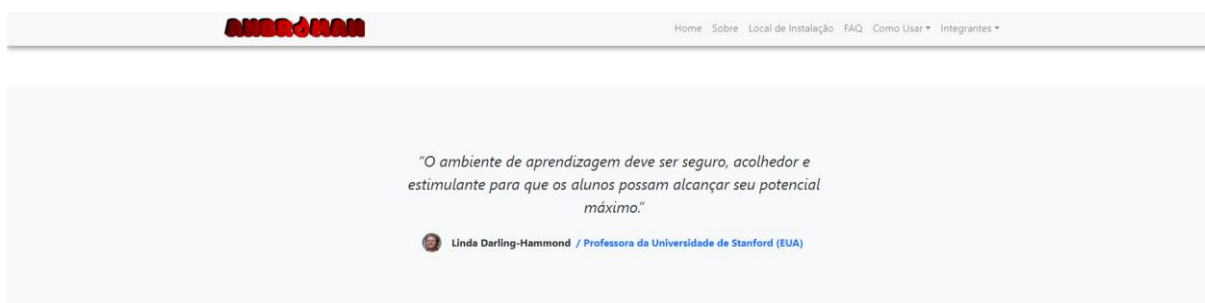 ANDROMAH
Home Sobre Local de Instalação FAQ Como Usar Integrantes
"O ambiente de aprendizagem deve ser seguro, acolhedor e
estimulante para que os alunos possam alcançar seu potencial
máximo."
Linda Darling-Hammond / Professora da Universidade de Stanford (EUA)